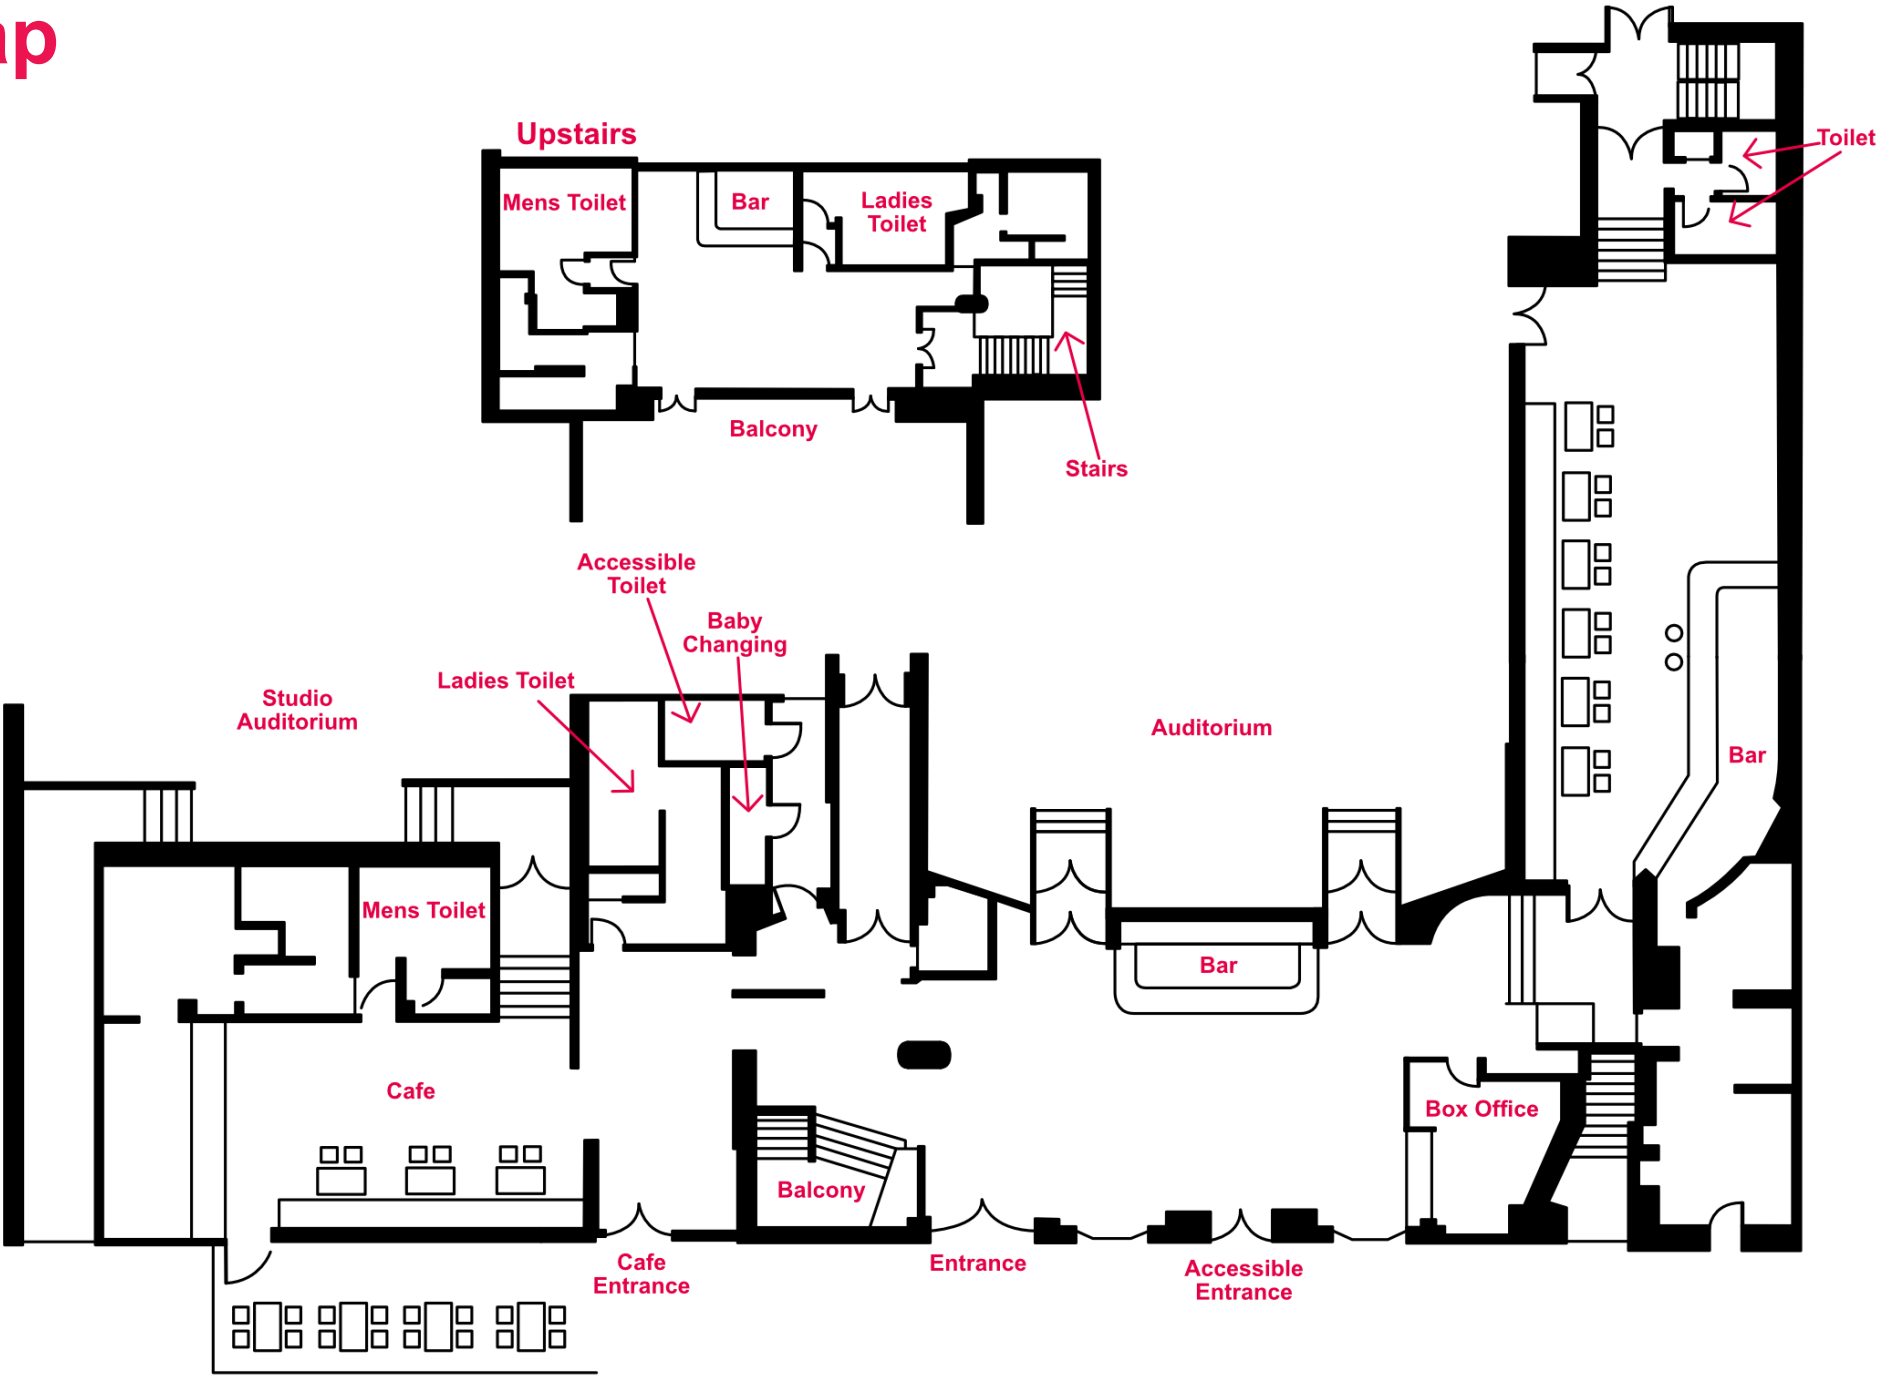 ap
Upstairs
Mens Toilet
Bar
Ladies
Toilet
Toilet
Balcony
Stairs
Accessible
Toilet
Baby
Changing
Ladies Toilet
Studio
Auditorium
Auditorium
Bar
Mens Toilet
Bar
Cafe
Box Office
Balcony
Cafe
Entrance
Entrance
Accessible
Entrance